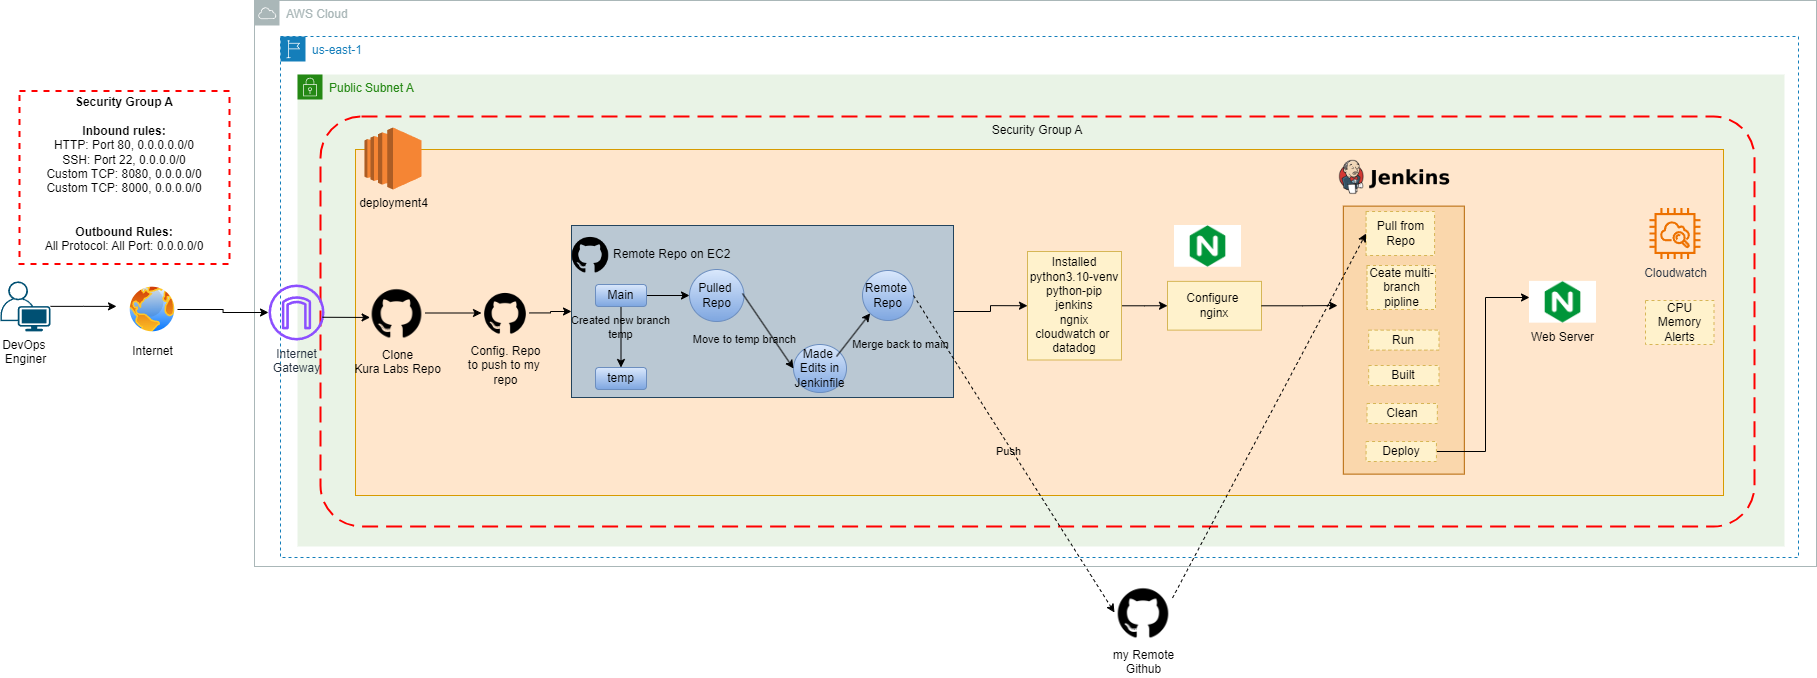 AWS Cloud
us-east-1
Public Subnet A
Security Group A
Inbound rules:
HTTP: Port 80, 0.0.0.0.0/0
SSH: Port 22, 0.0.0.0/0
Custom TCP: 8080, 0.0.0.0/0
Custom TCP: 8000, 0.0.0.0/0
Outbound Rules:
All Protocol: All Port: 0.0.0.0/0
DevOps
Enginer
Internet
Internet
Gateway
Security Group A
deployment4
Clone
Kura Labs Repo
Config. Repo
to push to my
repo
Remote Repo on EC2
Main
Created new branch
temp
temp
Pulled
Repo
Move to temp branch
Made
Edits in
Jenkinfile
Merge back to main
Remote
Repo
Push
my Remote
Github
Installed
python3.10-venv
python-pip
jenkins
ngnix
cloudwatch or
datadog
N
Configure
nginx
Jenkins
Pull from
Repo
Ceate multi-
branch
pipline
Run
Built
Clean
Deploy
N
Web Server
Cloudwatch
CPU
Memory
Alerts